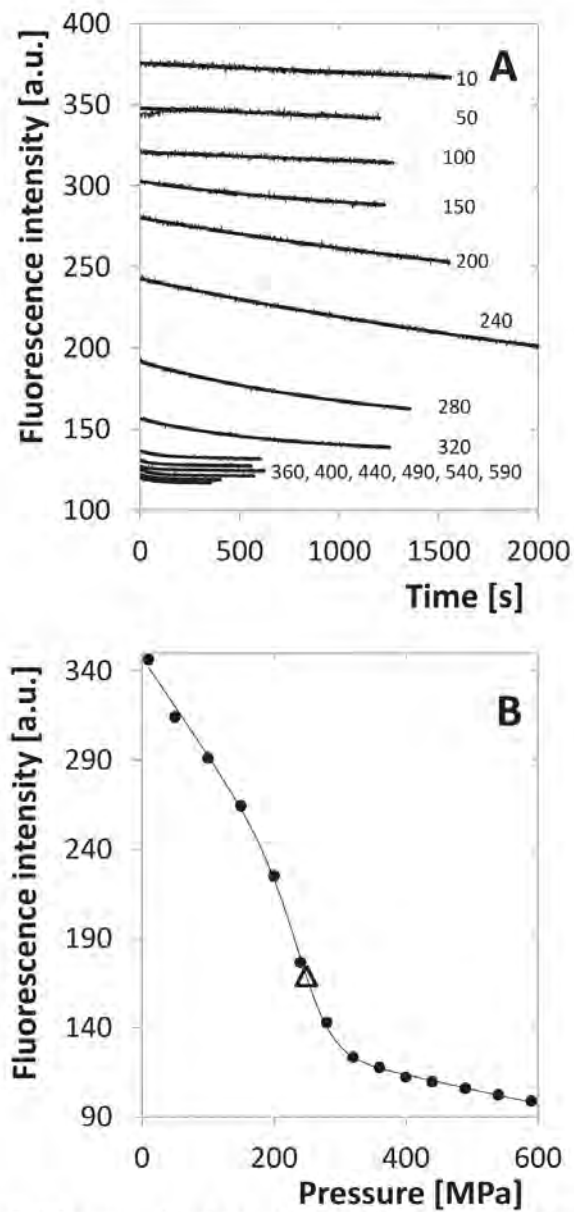 400
A
10
350
50
100
300
150
250
200
240
200
280
150
320
360, 400, 440, 490, 540, 590
100
0 500 1000 1500 2000
Time [s]
Fluorescence intensity [a.u.]
340
B
290
240
190
140
90
0 200 400 600
Pressure [MPa]
Fluorescence intensity [a.u.]